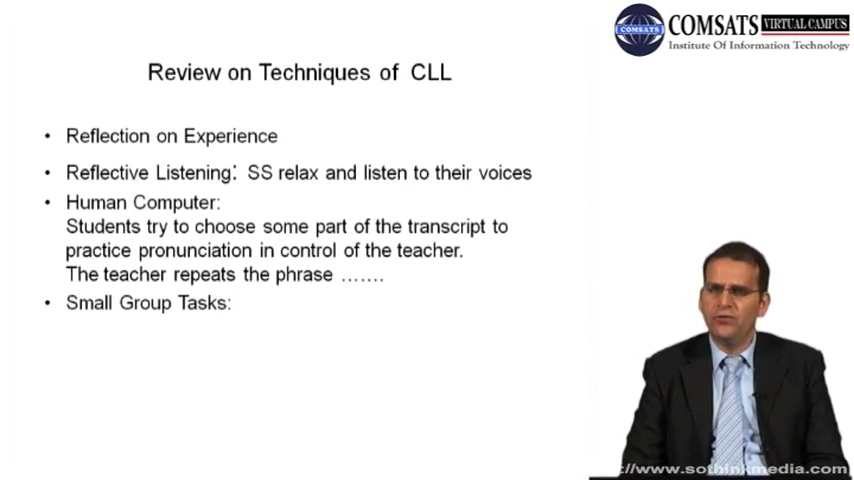 COMSATS VIRTUAL CAMPUS
COMSATS
Institute Of Information Technology
Review on Techniques of CLL
• Reflection on Experience
• Reflective Listening: SS relax and listen to their voices
• Human Computer:
Students try to choose some part of the transcript to
practice pronunciation in control of the teacher.
The teacher repeats the phrase .......
• Small Group Tasks:
://www.sothinkmedia.com